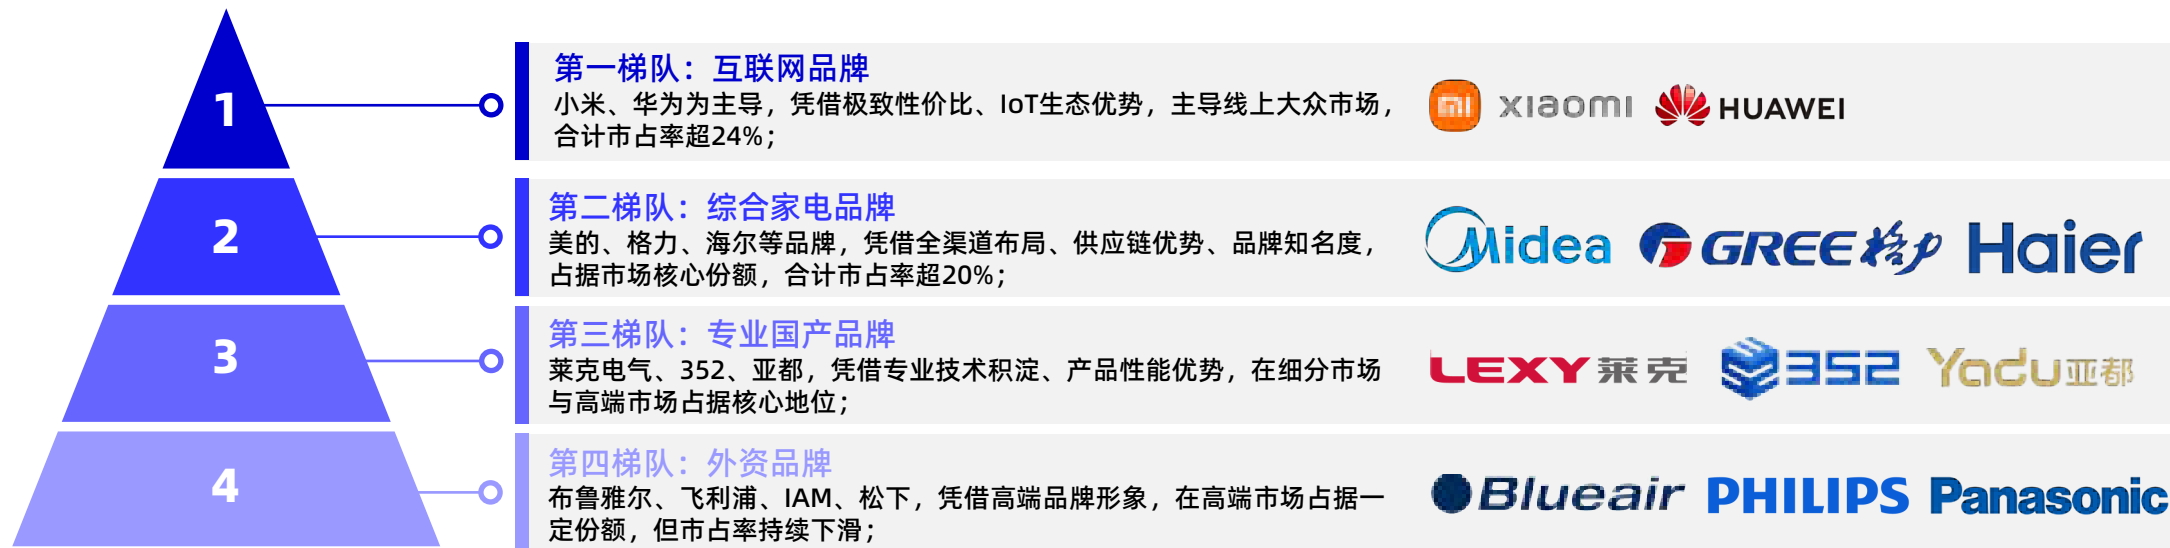 1
第一梯队：互联网品牌
小米、华为为主导，凭借极致性价比、IoT生态优势，主导线上大众市场，
合计市占率超24%；
mi xiaomi HUAWEI
2
第二梯队：综合家电品牌
美的、格力、海尔等品牌，凭借全渠道布局、供应链优势、品牌知名度，
占据市场核心份额，合计市占率超20%；
Midea GREE格力 Haier
3
第三梯队：专业国产品牌
莱克电气、352、亚都，凭借专业技术积淀、产品性能优势，在细分市场
与高端市场占据核心地位；
LEXY莱克 352 Yadu亚都
4
第四梯队：外资品牌
布鲁雅尔、飞利浦、IAM、松下，凭借高端品牌形象，在高端市场占据一
定份额，但市占率持续下滑；
Blueair PHILIPS Panasonic